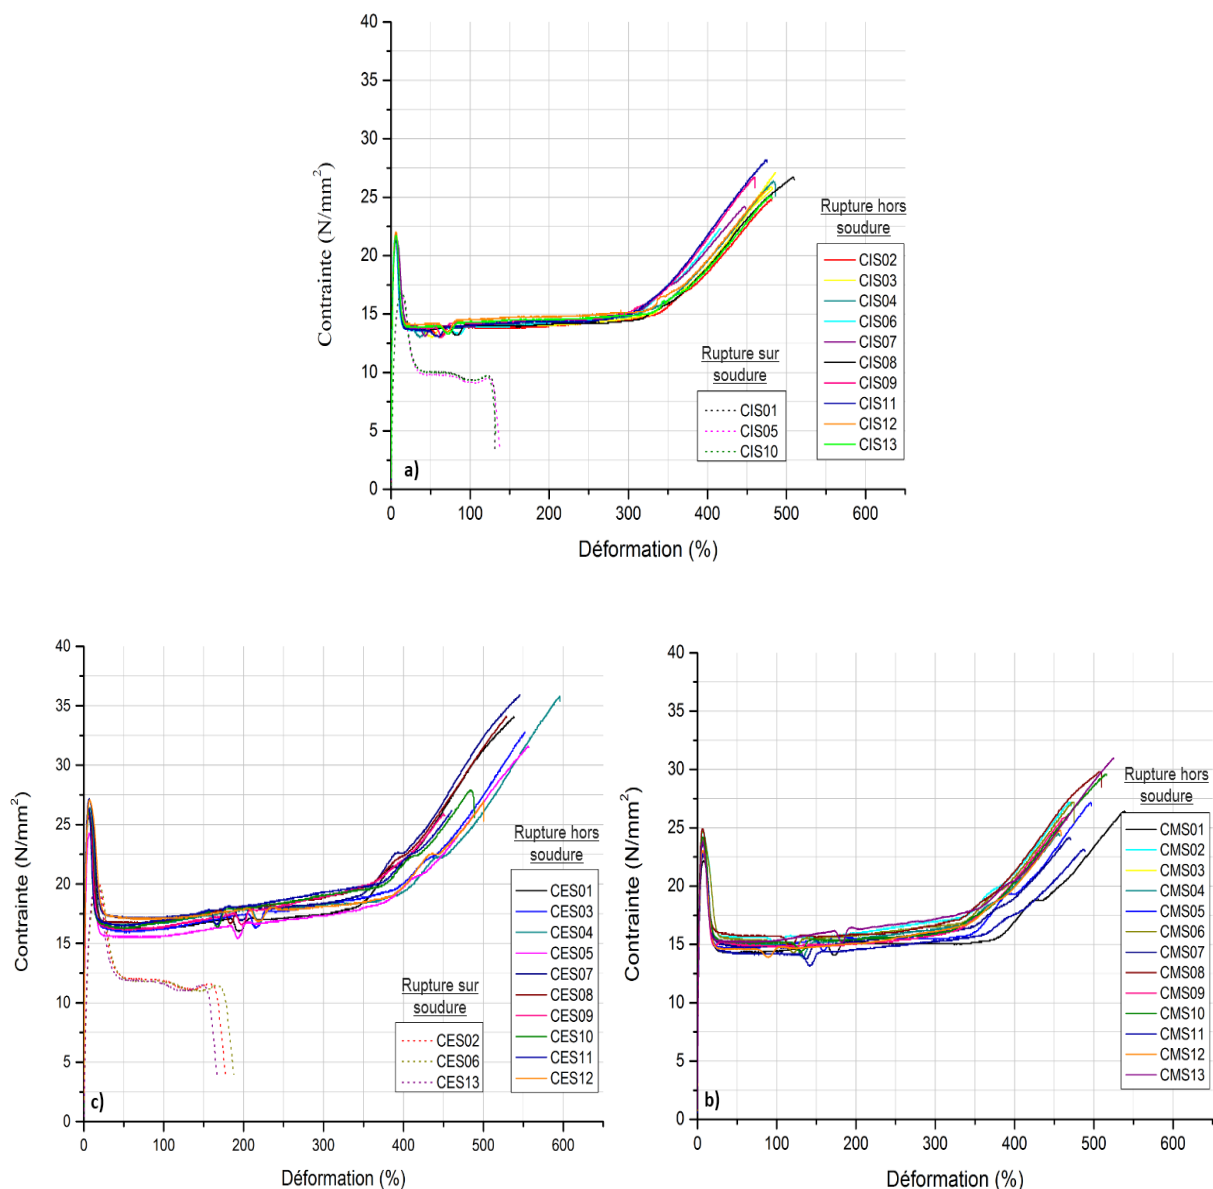 40
35
30
25
20
15
10
5
0
Contrainte (N/mm²)
Rupture hors
soudure
CIS02
CIS03
CIS04
CIS06
CIS07
CIS08
CIS09
CIS11
CIS12
CIS13
Rupture sur
soudure
CIS01
CIS05
CIS10
a)
0 100 200 300 400 500 600
Déformation (%)
40
35
30
25
20
15
10
5
0
Contrainte (N/mm²)
Rupture hors
soudure
CES01
CES03
CES04
CES05
CES07
CES08
CES09
CES10
CES11
CES12
Rupture sur
soudure
CES02
CES06
CES13
c)
0 100 200 300 400 500 600
Déformation (%)
40
35
30
25
20
15
10
5
0
Contrainte (N/mm²)
Rupture hors
soudure
CMS01
CMS02
CMS03
CMS04
CMS05
CMS06
CMS07
CMS08
CMS09
CMS10
CMS11
CMS12
CMS13
b)
0 100 200 300 400 500 600
Déformation (%)